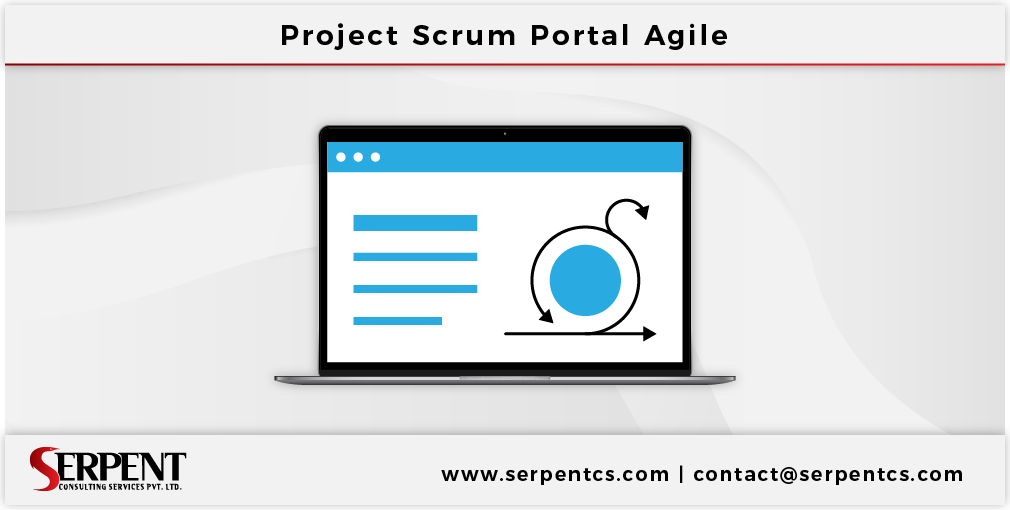 Project Scrum Portal Agile
SERPENT
CONSULTING SERVICES PVT. LTD.
www.serpentcs.com | contact@serpentcs.com